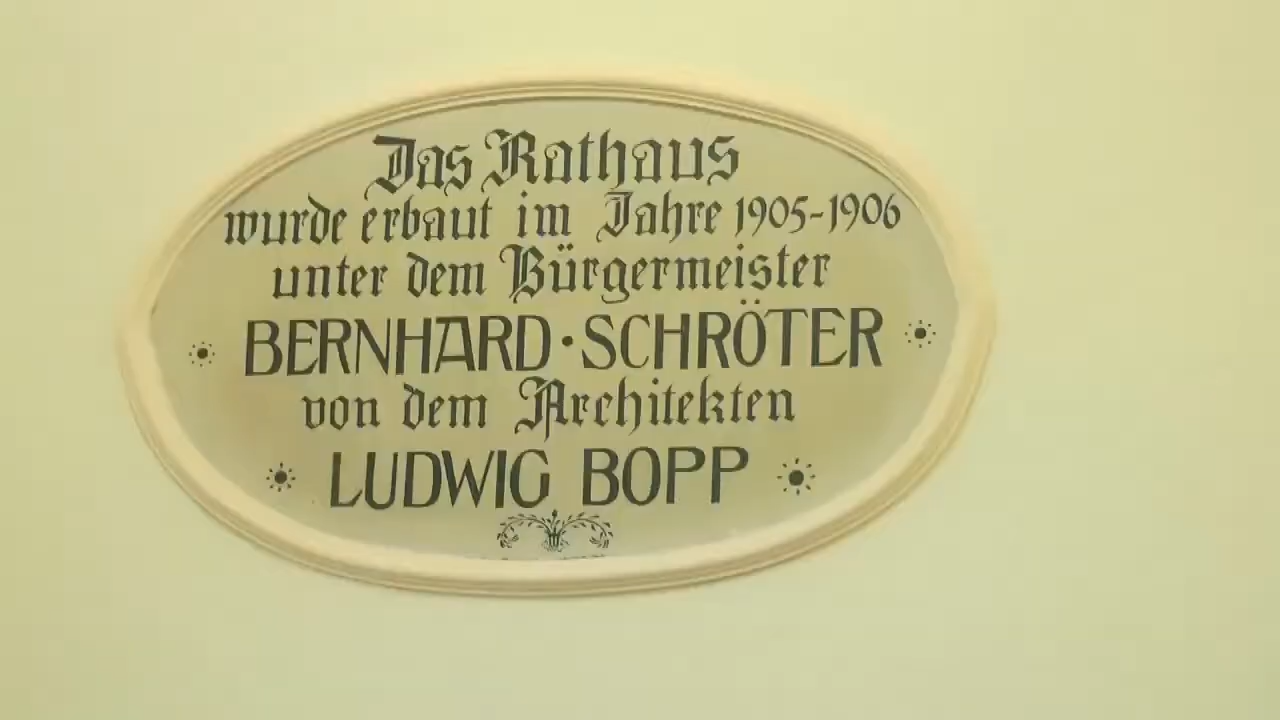 Das Rathaus
wurde erbaut im Jahre 1905-1906
unter dem Bürgermeister
BERNHARD · SCHRÖTER
von dem Architekten
LUDWIG BOPP